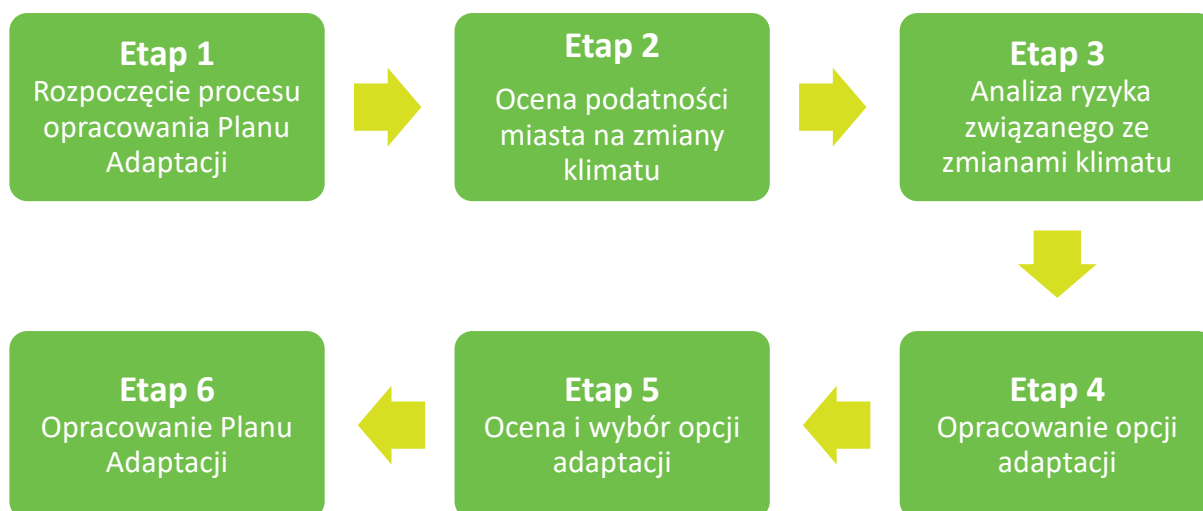 Etap 1
Rozpoczęcie procesu
opracowania Planu
Adaptacji
Etap 2
Ocena podatności
miasta na zmiany
klimatu
Etap 3
Analiza ryzyka
związanego ze
zmianami klimatu
Etap 4
Opracowanie opcji
adaptacji
Etap 5
Ocena i wybór opcji
adaptacji
Etap 6
Opracowanie Planu
Adaptacji